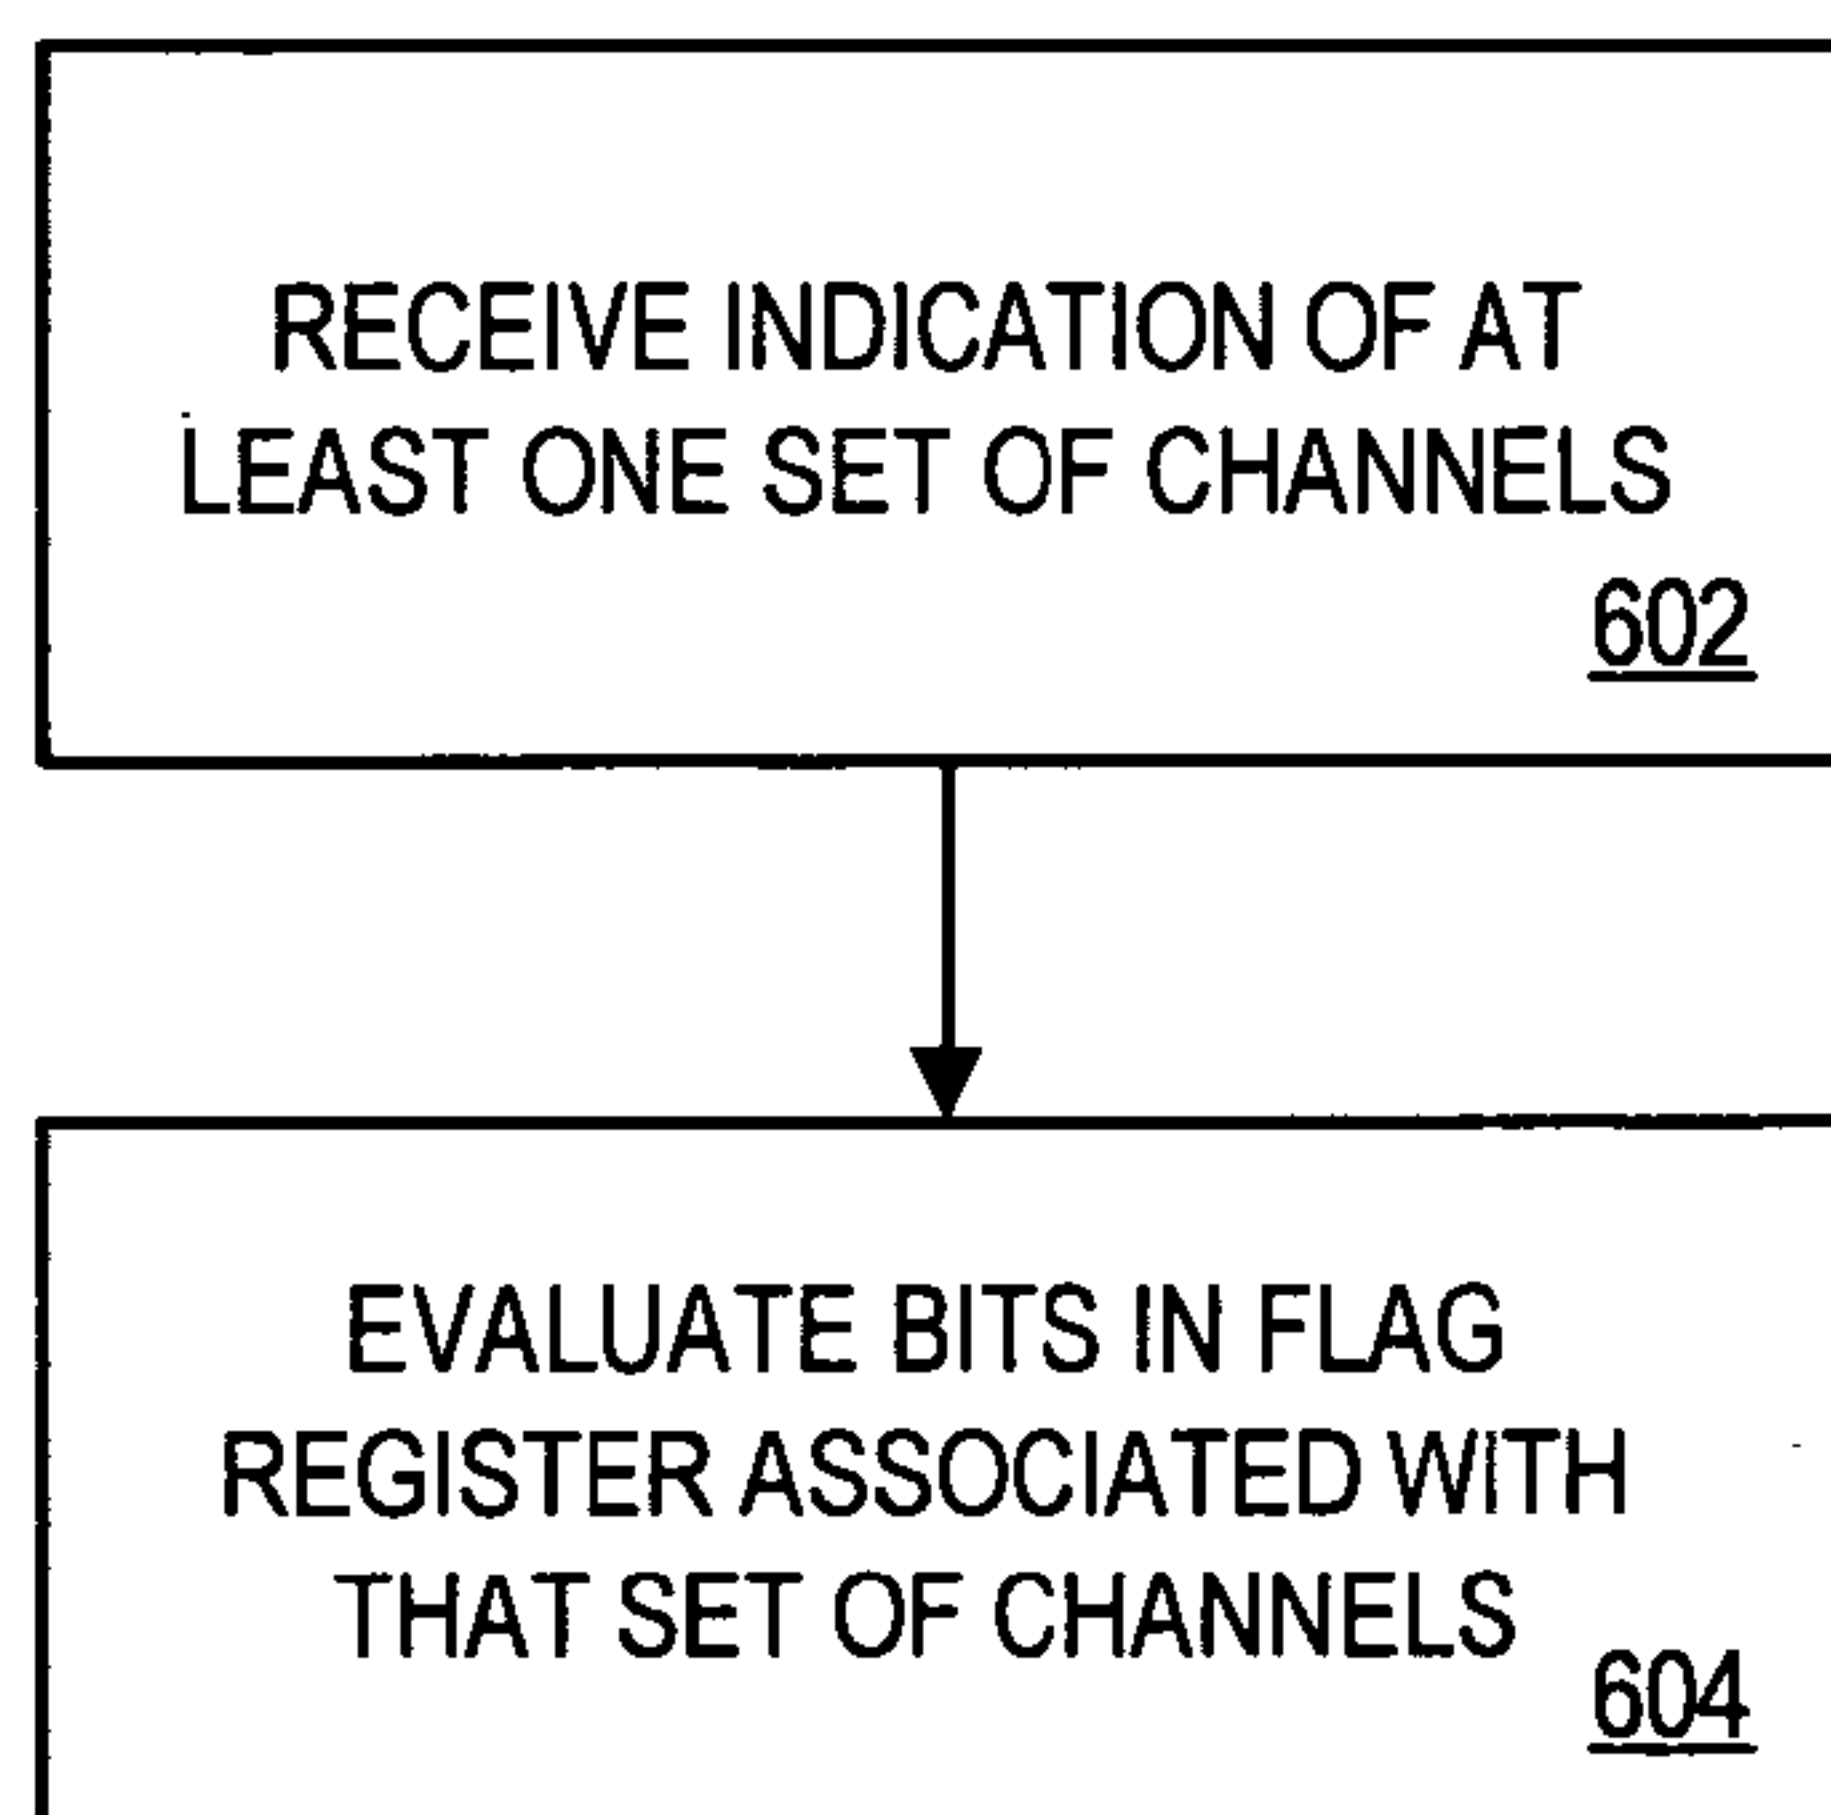 RECEIVE INDICATION OF AT
LEAST ONE SET OF CHANNELS
602
EVALUATE BITS IN FLAG
REGISTER ASSOCIATED WITH
THAT SET OF CHANNELS
604